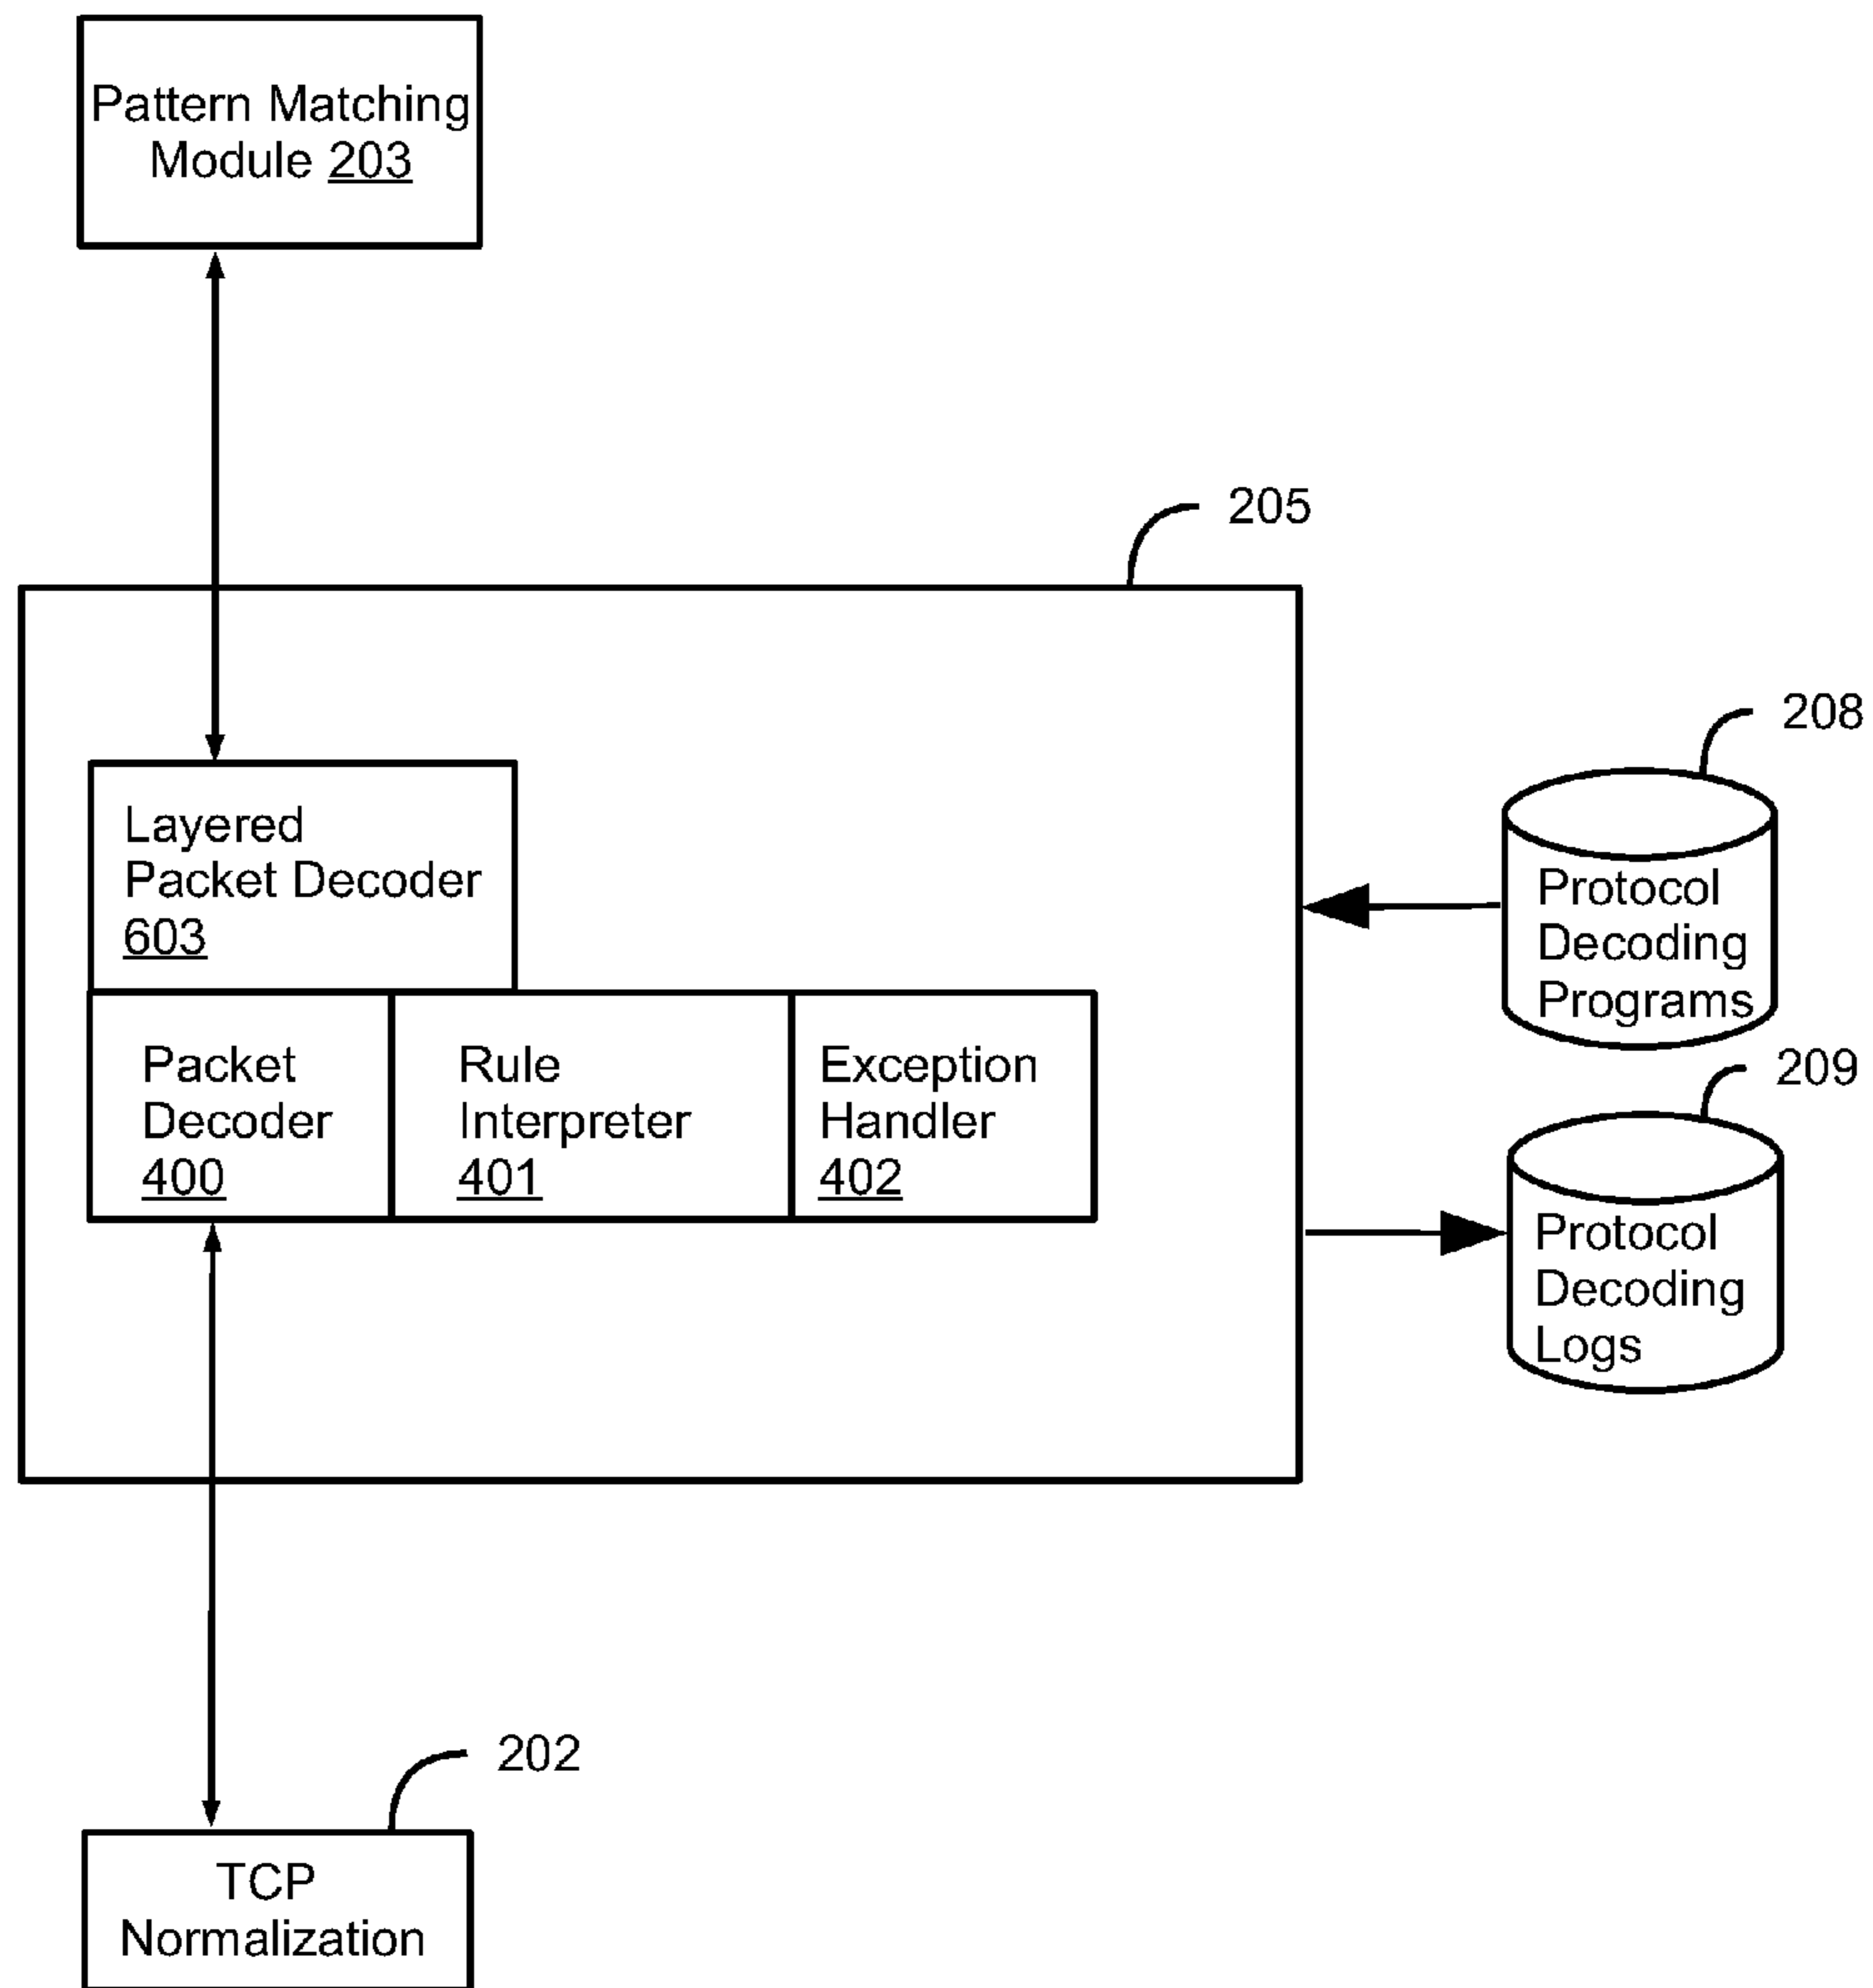 Pattern Matching
Module 203
205
208
Layered
Packet Decoder
603
Protocol
Decoding
Programs
Packet
Decoder
400
Rule
Interpreter
401
Exception
Handler
402
209
Protocol
Decoding
Logs
202
TCP
Normalization